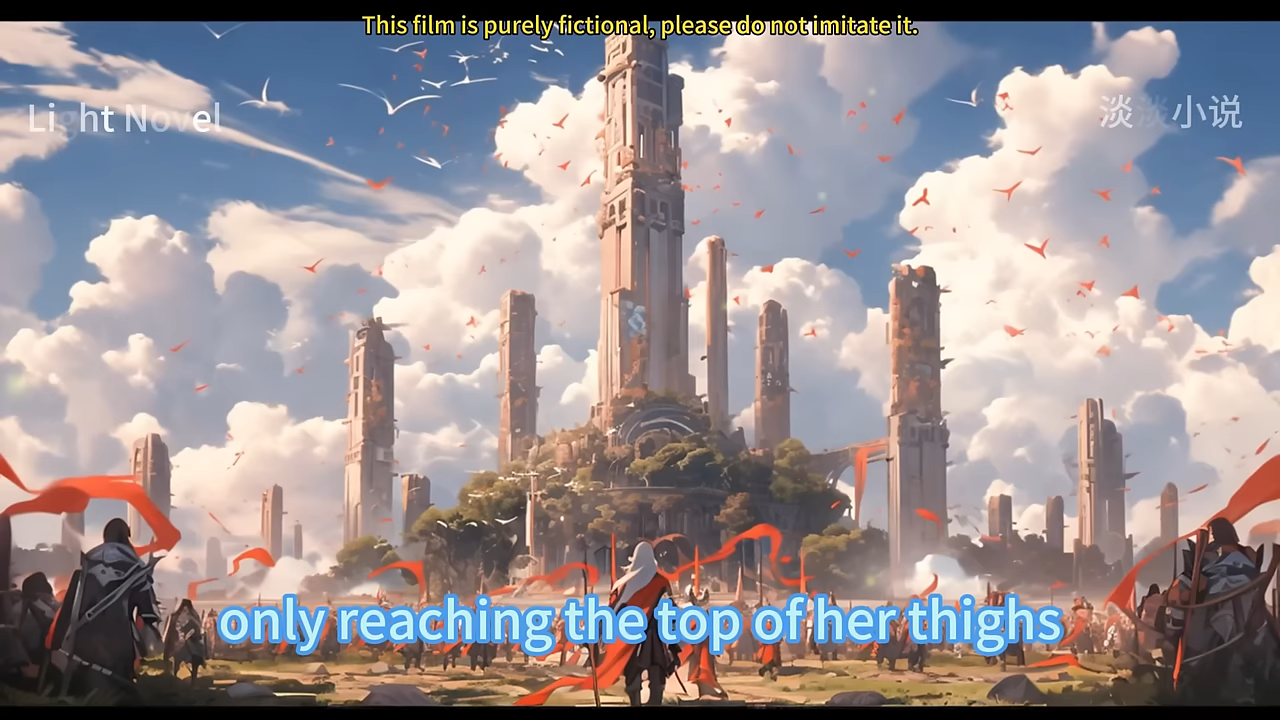 This film is purely fictional, please do not imitate it.
Light Novel
淡淡小说
only reaching the top of her thighs